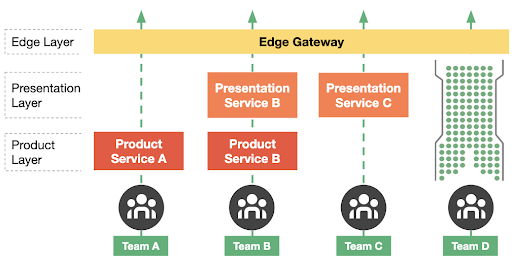 Edge Layer
Edge Gateway
Presentation
Layer
Presentation
Service B
Presentation
Service C
Product
Layer
Product
Service A
Product
Service B
Team A
Team B
Team C
Team D